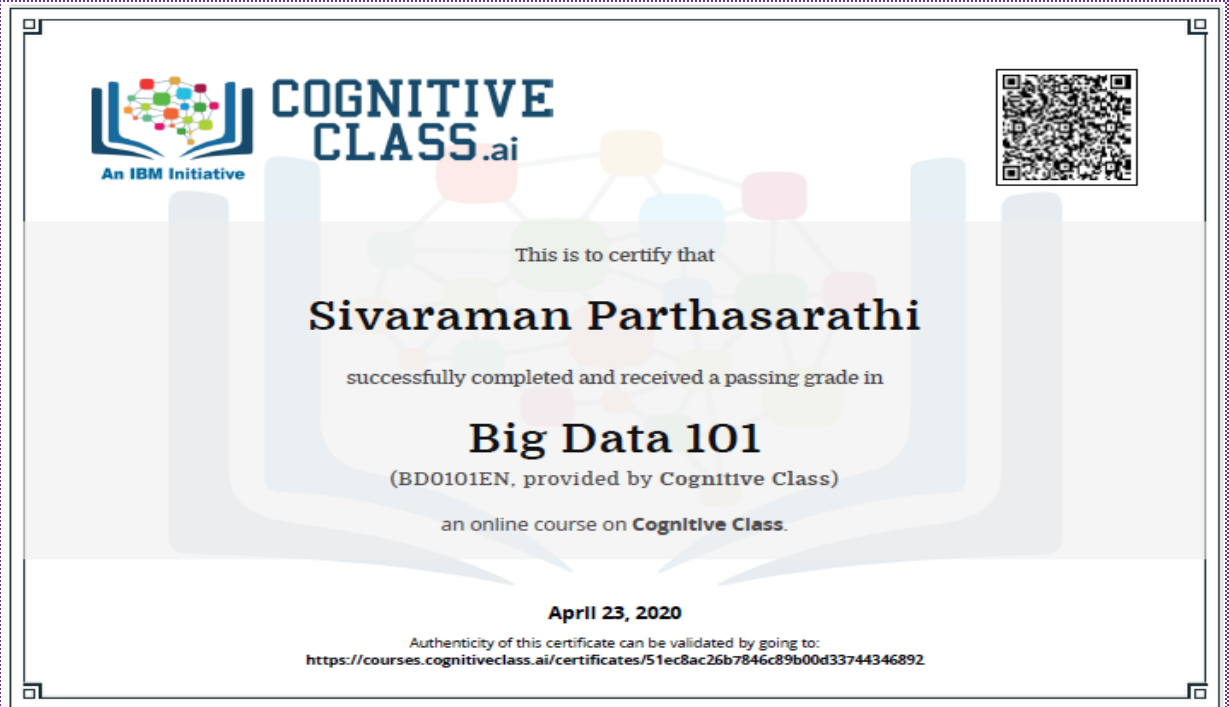 COGNITIVE
CLASS.ai
An IBM Initiative
This is to certify that
Sivaraman Parthasarathi
successfully completed and received a passing grade in
Big Data 101
(BD0101EN, provided by Cognitive Class)
an online course on Cognitive Class.
April 23, 2020
Authenticity of this certificate can be validated by going to:
https://courses.cognitiveclass.ai/certificates/51ec8ac26b7846c89b00d33744346892